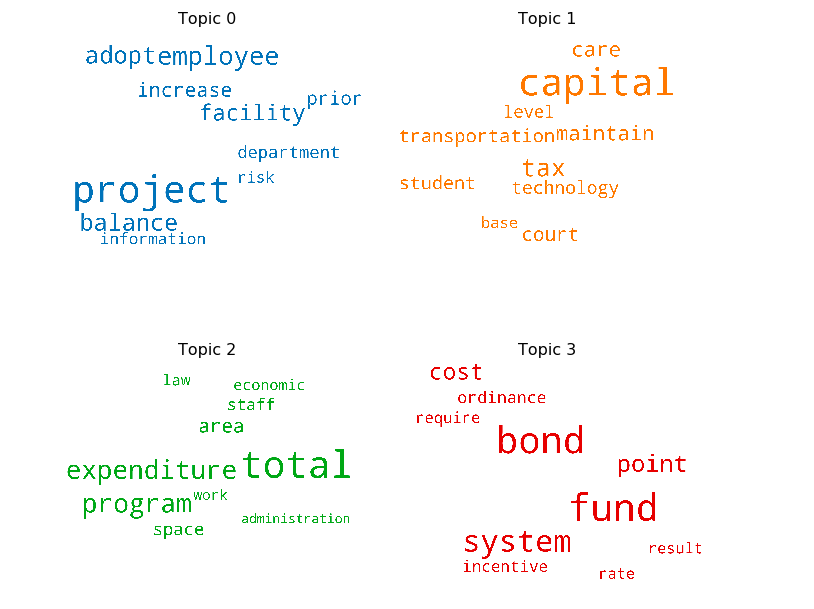 Topic 0
adopt employee
increase
prior
facility
department
risk
project
balance
information
Topic 1
care
capital
level
transportation maintain
tax
student
technology
base
court
Topic 2
law
economic
staff
area
expenditure total
program work
administration
space
Topic 3
cost
ordinance
require
bond
point
fund
system
result
incentive
rate